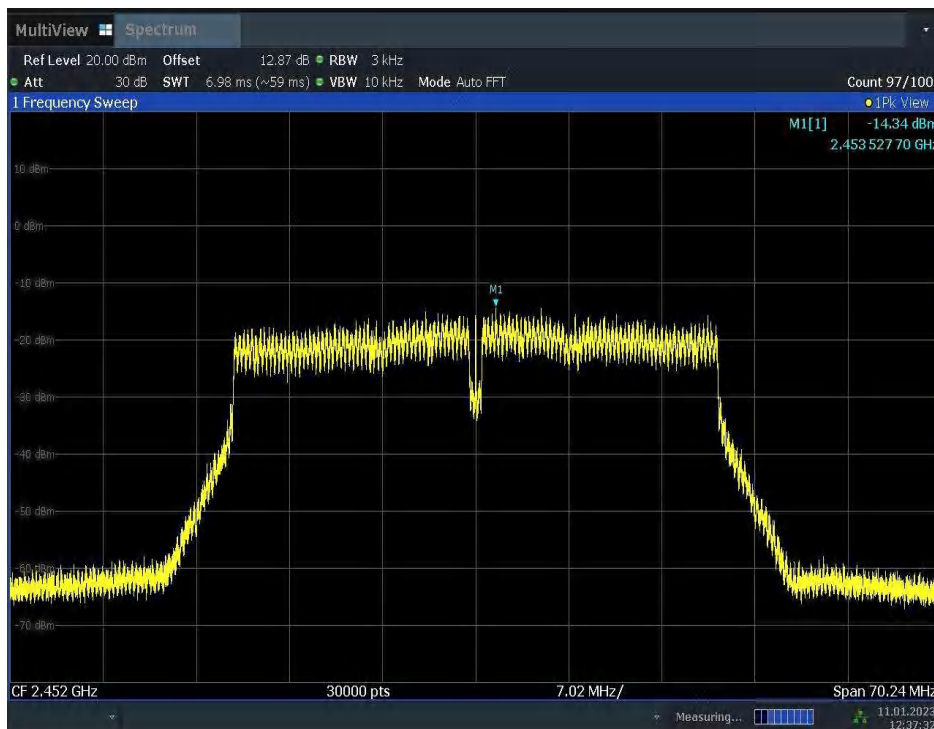 MultiView Spectrum
Ref Level 20.00 dBm Offset 12.87 dB RBW 3 kHz
Att 30 dB SWT 6.98 ms (~59 ms) VBW 10 kHz Mode Auto FFT Count 97/100
1 Frequency Sweep 1Pk View
M1[1] -14.34 dBm
2.453 527 70 GHz
10 dBm
0 dBm
-10 dBm
M1
-20 dBm
-30 dBm
-40 dBm
-50 dBm
-60 dBm
-70 dBm
CF 2.452 GHz 30000 pts 7.02 MHz/ Span 70.24 MHz
Measuring... 11.01.2023
12:37:32